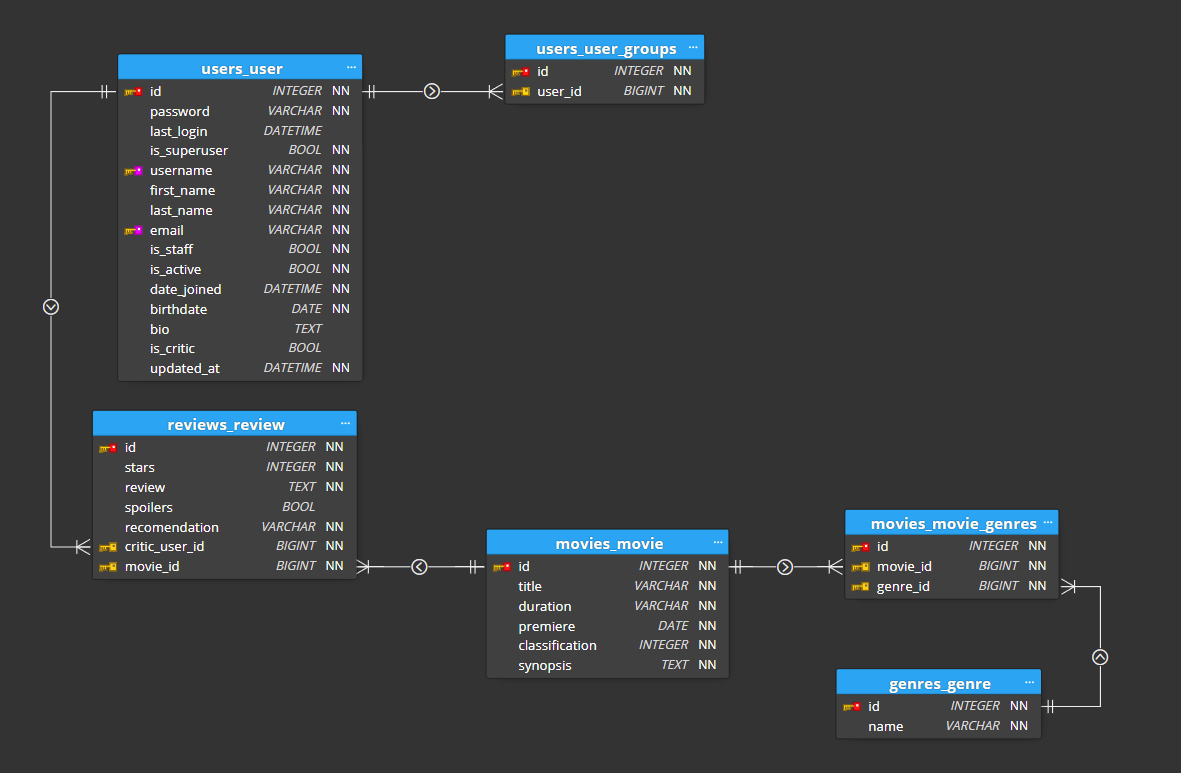 users_user ...
id INTEGER NN
password VARCHAR NN
last_login DATETIME
is_superuser BOOL NN
username VARCHAR NN
first_name VARCHAR NN
last_name VARCHAR NN
email VARCHAR NN
is_staff BOOL NN
is_active BOOL NN
date_joined DATETIME NN
birthdate DATE NN
bio TEXT
is_critic BOOL
updated_at DATETIME NN
users_user_groups ...
id INTEGER NN
user_id BIGINT NN
reviews_review ...
id INTEGER NN
stars INTEGER NN
review TEXT NN
spoilers BOOL
recomendation VARCHAR NN
critic_user_id BIGINT NN
movie_id BIGINT NN
movies_movie ...
id INTEGER NN
title VARCHAR NN
duration VARCHAR NN
premiere DATE NN
classification INTEGER NN
synopsis TEXT NN
movies_movie_genres ...
id INTEGER NN
movie_id BIGINT NN
genre_id BIGINT NN
genres_genre ...
id INTEGER NN
name VARCHAR NN